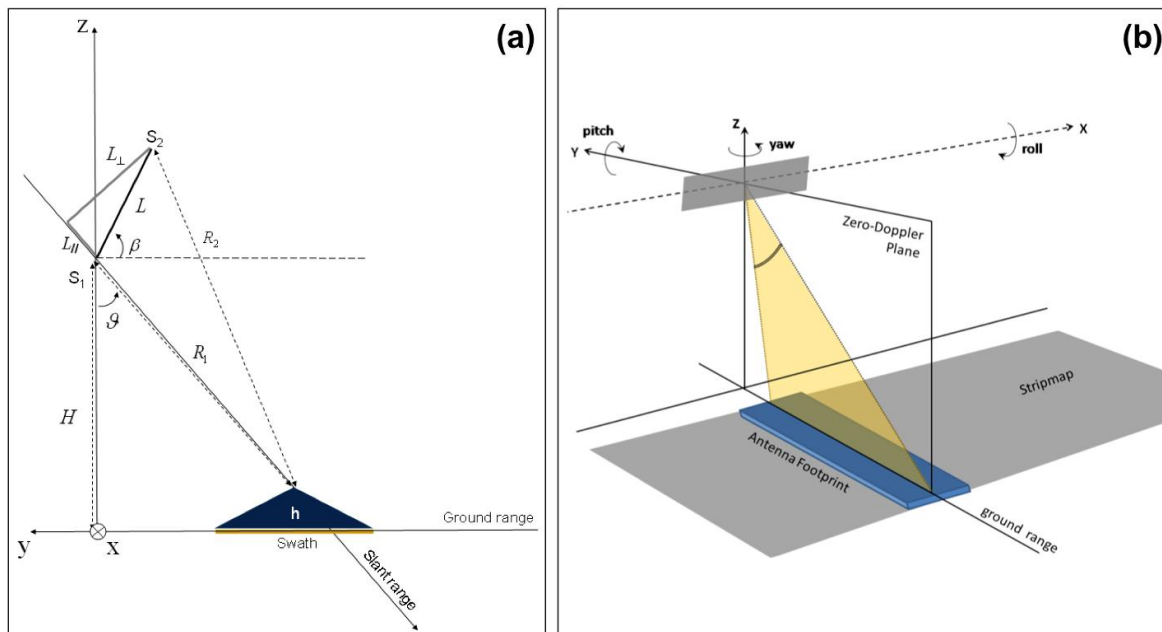 (a)
z
S2
L⊥
L
L//
β
R2
S1
ϑ
R1
H
h
Ground range
y
x
Swath
Slant range
(b)
Z
X
pitch
Y
yaw
roll
Zero-Doppler
Plane
Stripmap
Antenna Footprint
ground range